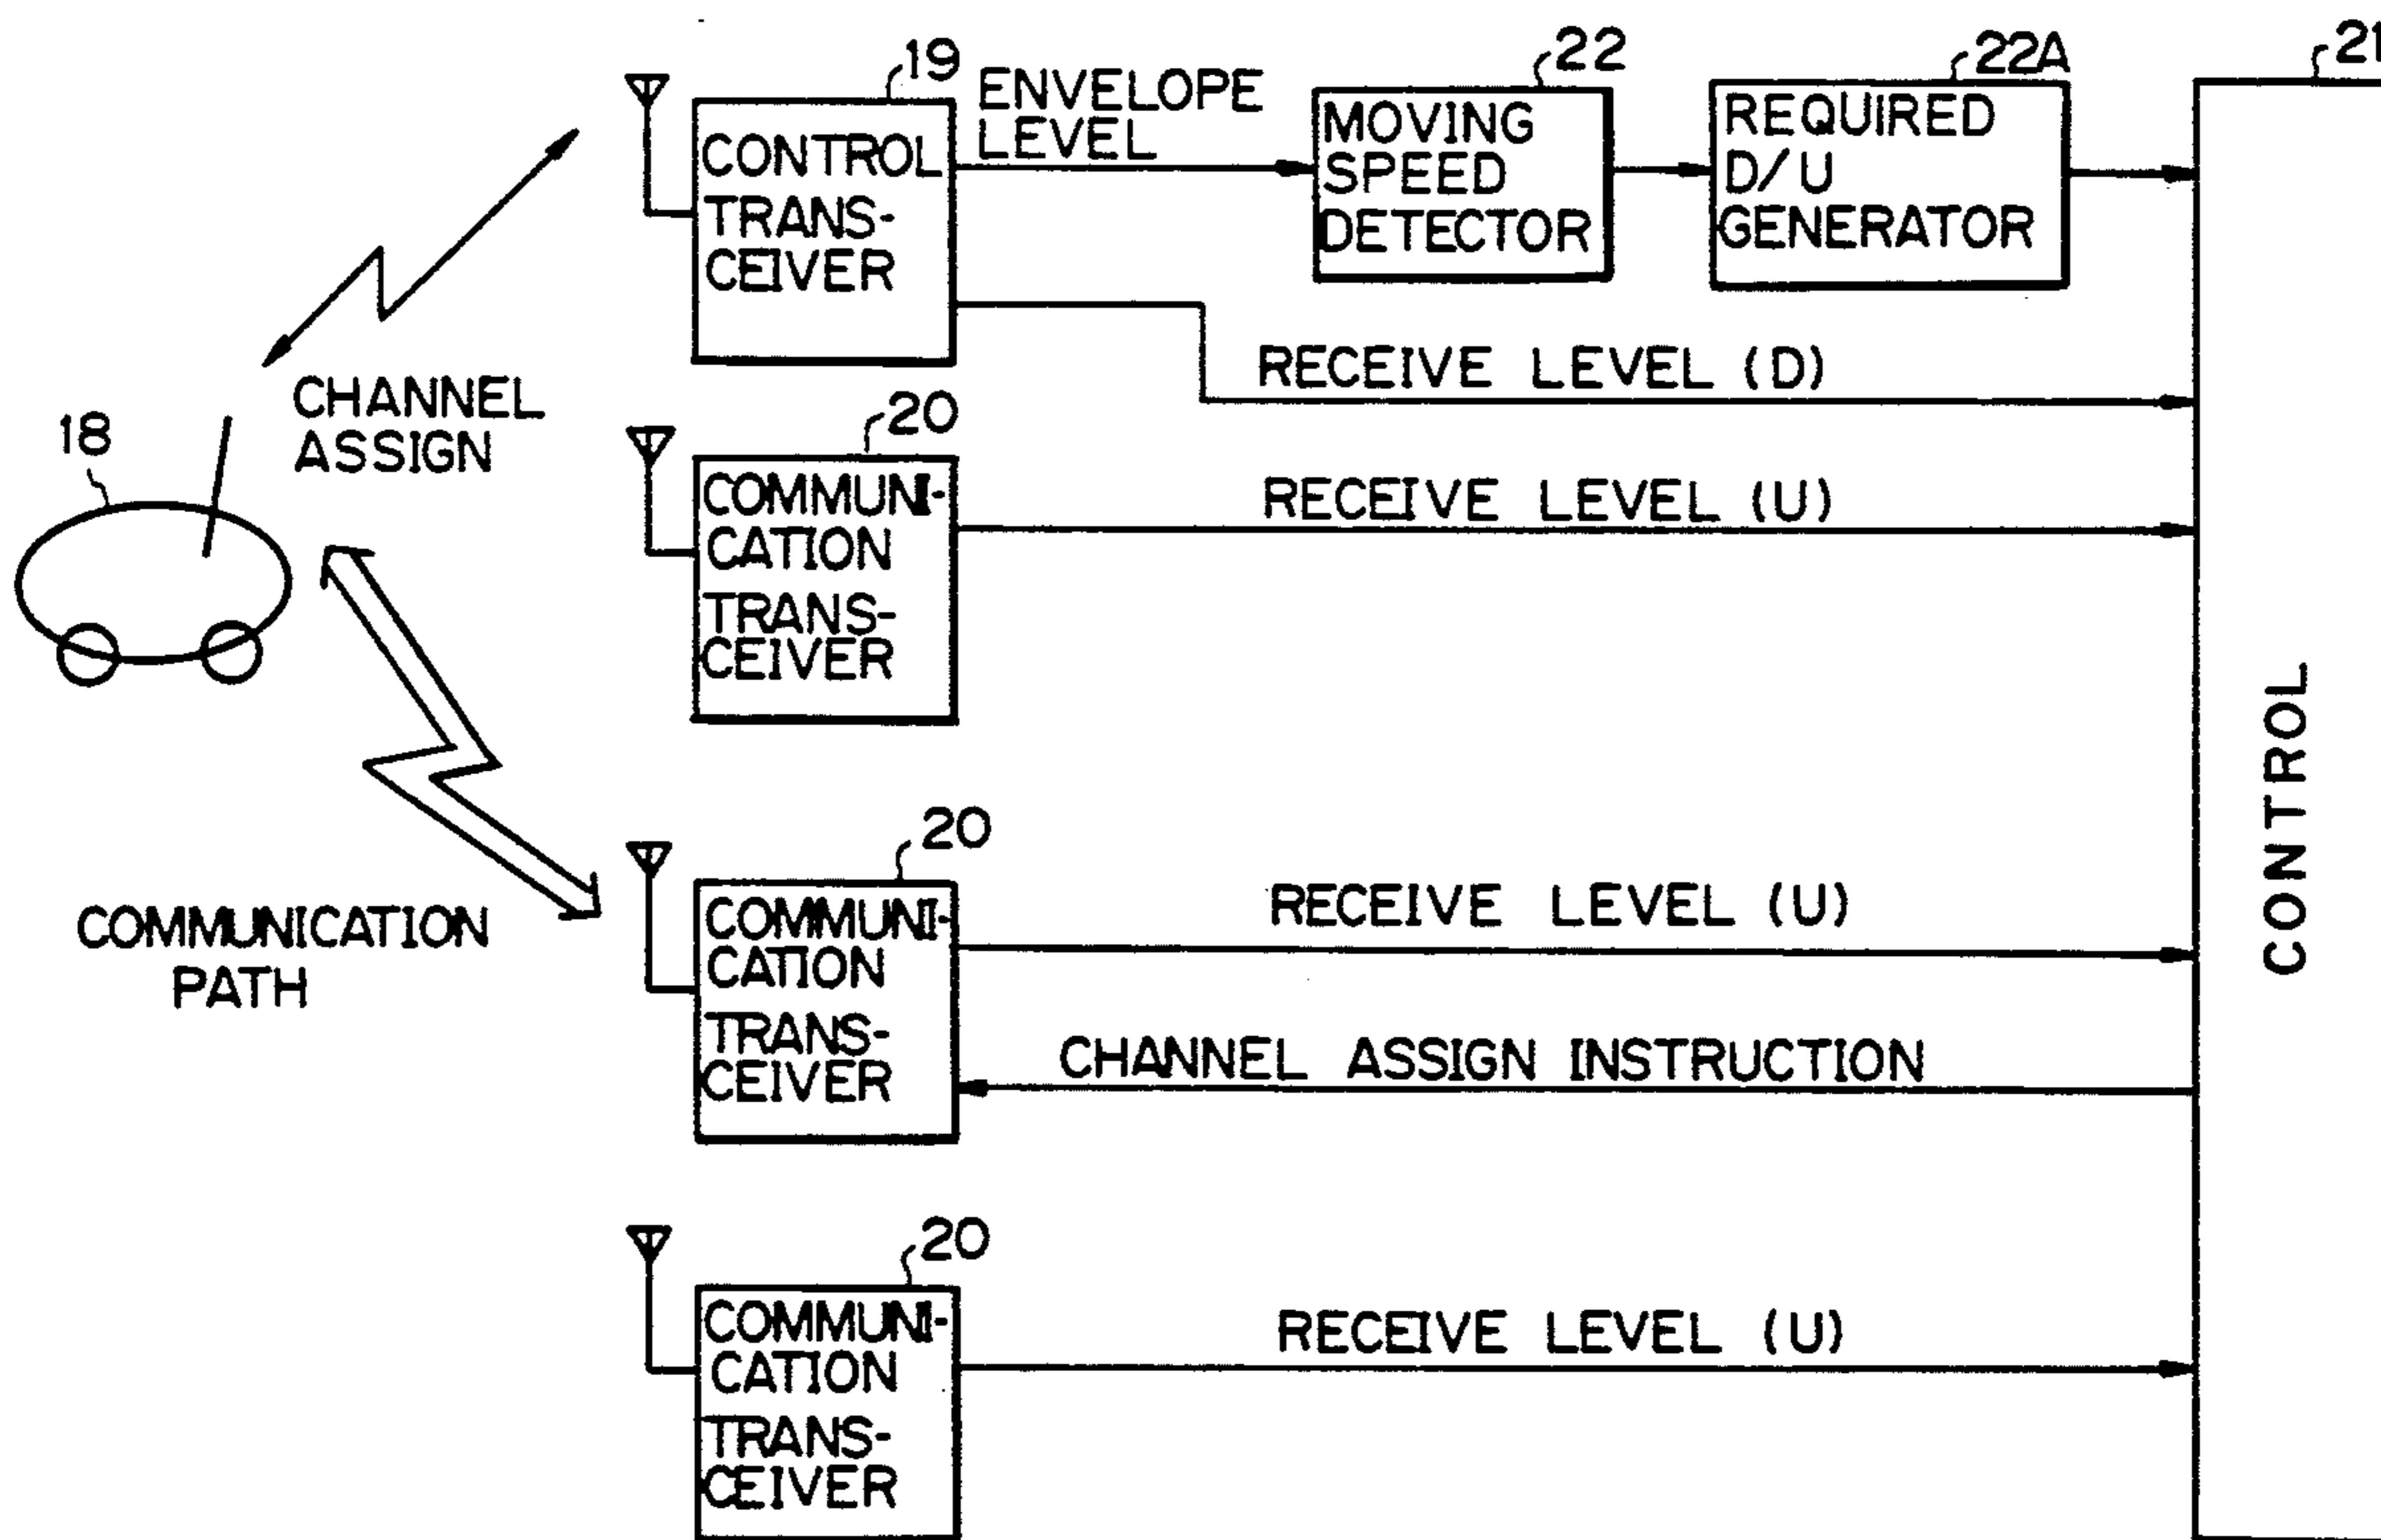 19
ENVELOPE
LEVEL
22
22A
21
CONTROL
TRANS-
CEIVER
MOVING
SPEED
DETECTOR
REQUIRED
D/U
GENERATOR
RECEIVE LEVEL (D)
CHANNEL
ASSIGN
18
20
COMMUNI-
CATION
TRANS-
CEIVER
RECEIVE LEVEL (U)
CONTROL
20
COMMUNI-
CATION
TRANS-
CEIVER
RECEIVE LEVEL (U)
COMMUNICATION
PATH
CHANNEL ASSIGN INSTRUCTION
20
COMMUNI-
CATION
TRANS-
CEIVER
RECEIVE LEVEL (U)